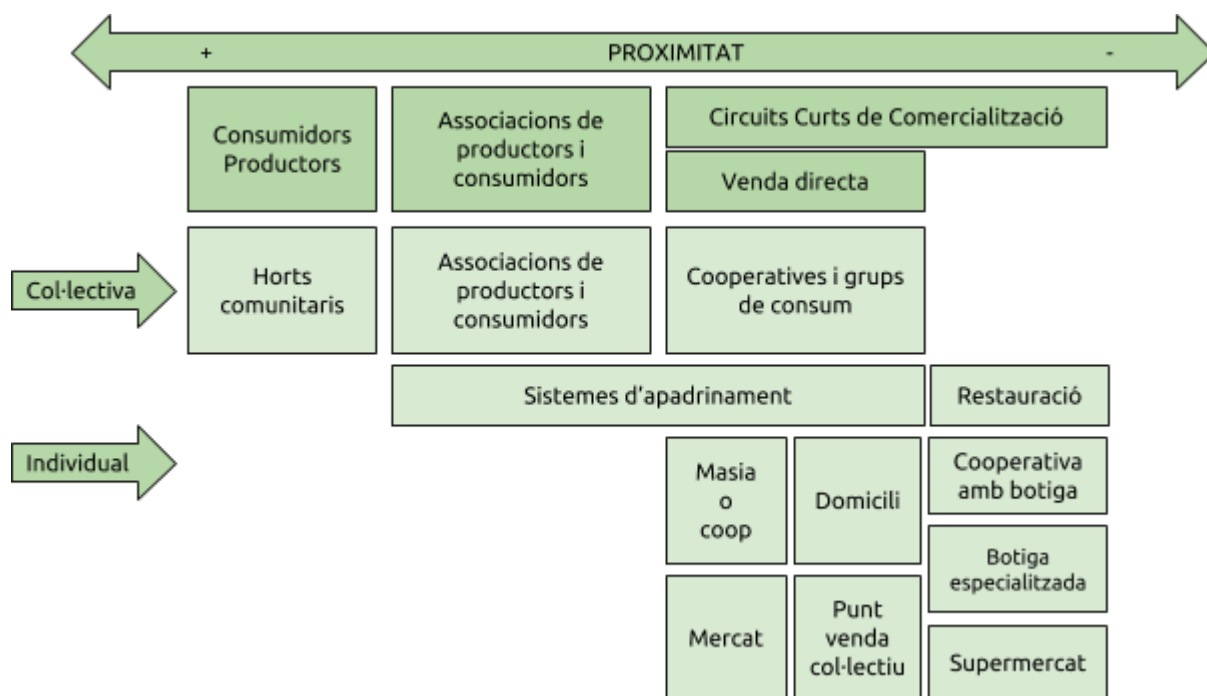 + PROXIMITAT -
Consumidors
Productors
Associacions de
productors i
consumidors
Circuits Curts de Comercialització
Venda directa
Col·lectiva
Horts
comunitaris
Associacions de
productors i
consumidors
Cooperatives i grups
de consum
Sistemes d'apadrinament
Restauració
Individual
Masia
o
coop
Domicili
Cooperativa
amb botiga
Botiga
especialitzada
Mercat
Punt
venda
col·lectiu
Supermercat